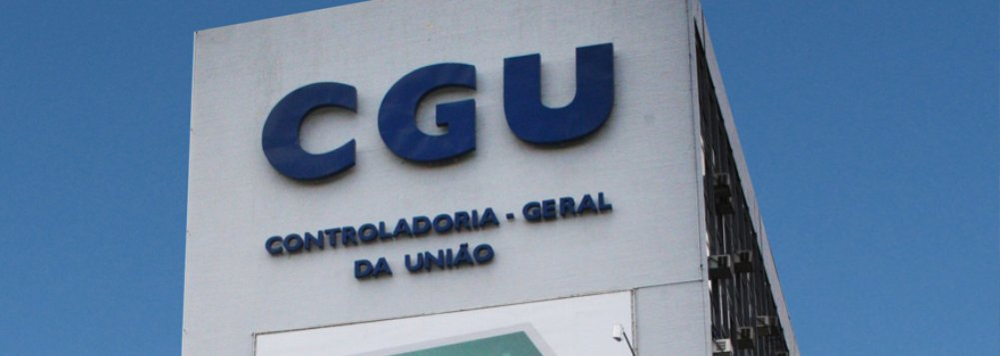 CGU
CONTROLADORIA - GERAL
DA UNIÃO